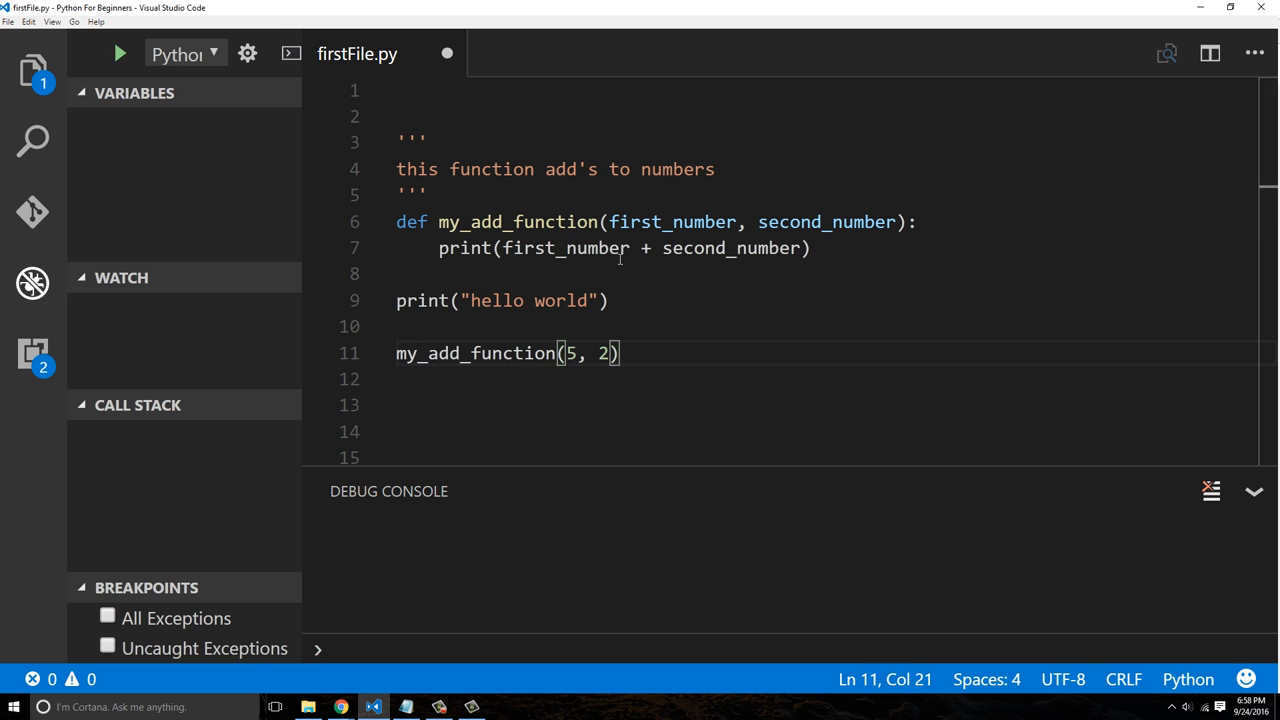 firstFile.py - Python For Beginners - Visual Studio Code
File Edit View Go Help
Pythor
firstFile.py
1
VARIABLES
1
2
3 '''
4 this function add's to numbers
5 '''
6 def my_add_function(first_number, second_number):
7 print(first_number + second_number)
8
9 print("hello world")
10
11 my_add_function(5, 2)
12
13
14
15
WATCH
2
CALL STACK
DEBUG CONSOLE
BREAKPOINTS
All Exceptions
Uncaught Exceptions
0 0
Ln 11, Col 21 Spaces: 4 UTF-8 CRLF Python
I'm Cortana. Ask me anything.
6:58 PM
9/24/2016